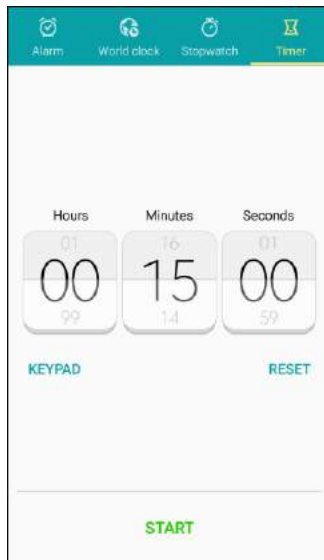 Alarm World clock Stopwatch Timer
Hours Minutes Seconds
01 16 01
00 15 00
99 14 59
KEYPAD RESET
START